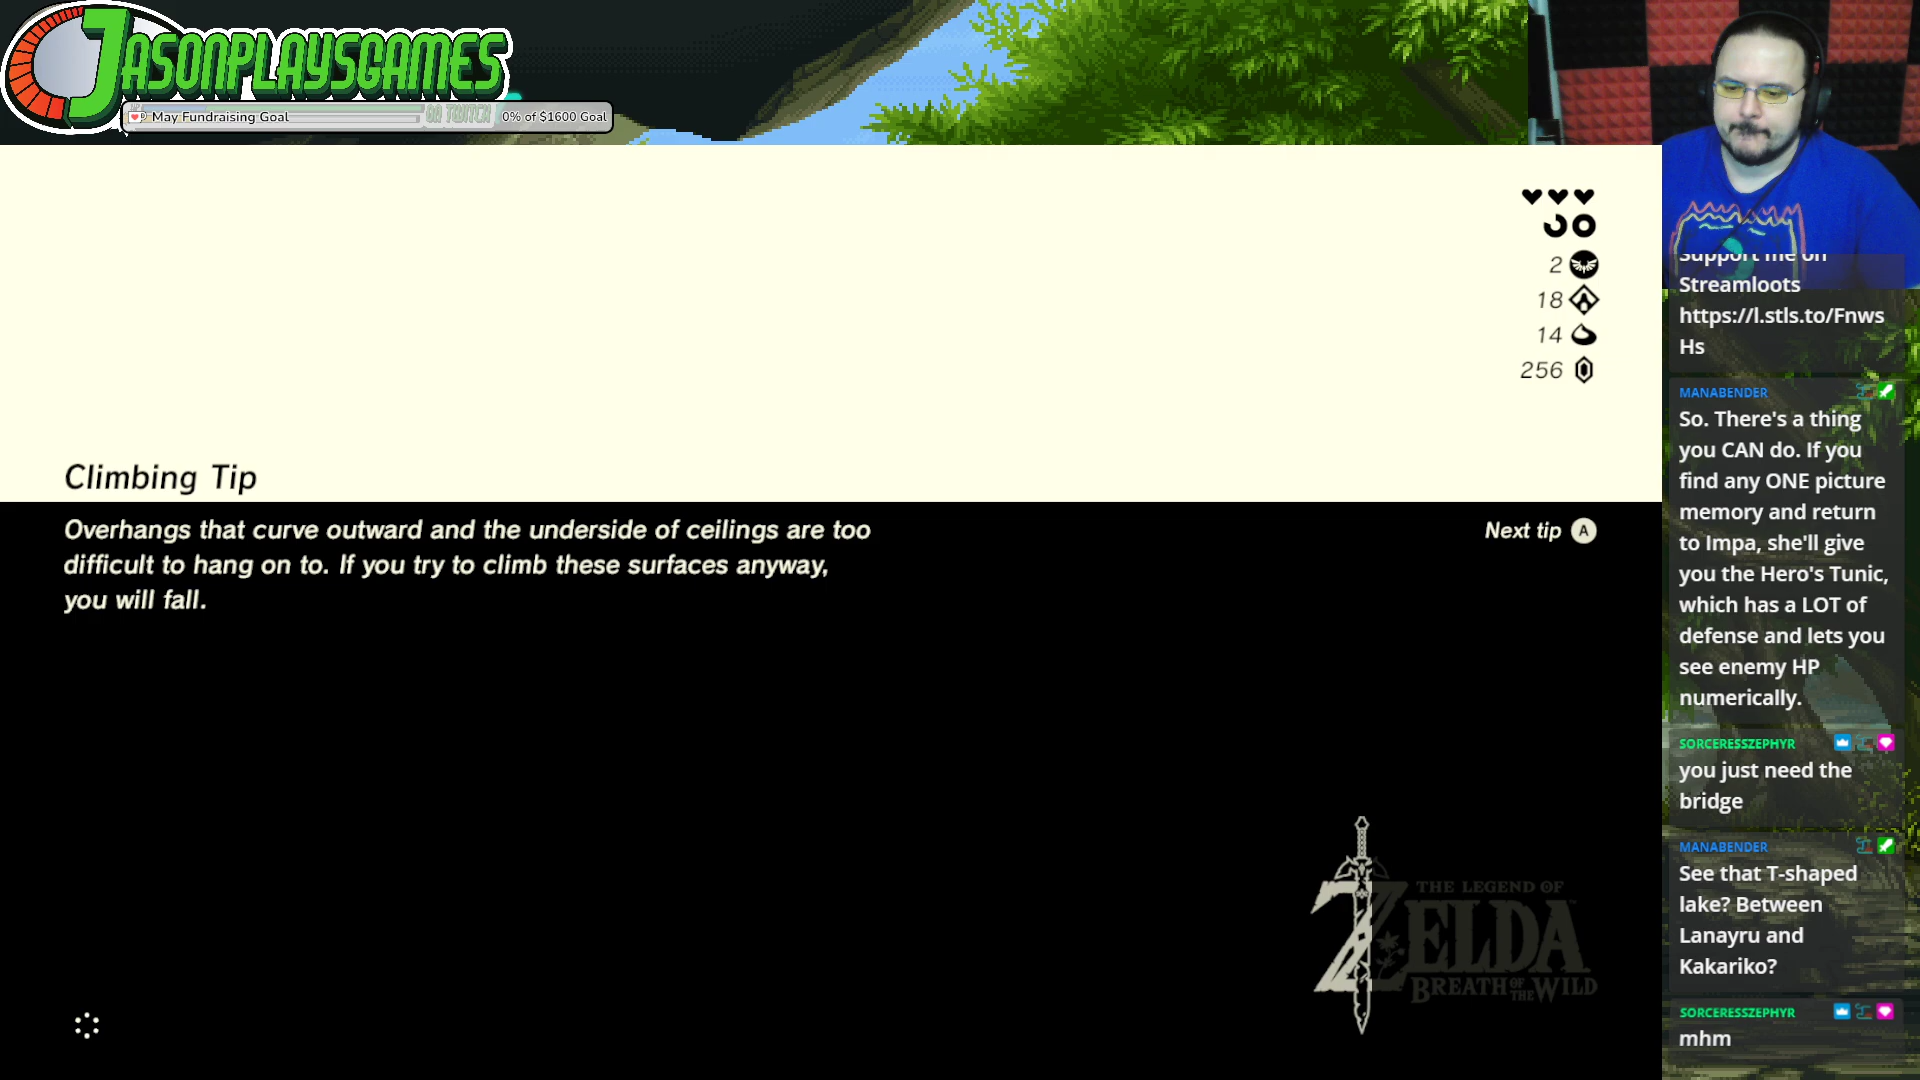 JASONPLAYSGAMES
May Fundraising Goal
ON TWITCH
0% of $1600 Goal
2
18
14
256
Climbing Tip
Overhangs that curve outward and the underside of ceilings are too
difficult to hang on to. If you try to climb these surfaces anyway,
you will fall.
Next tip A
THE LEGEND OF
ZELDA
BREATH OF THE WILD
Support me on
Streamloots
https://l.stls.to/Fnws
Hs
MANABENDER
So. There's a thing
you CAN do. If you
find any ONE picture
memory and return
to Impa, she'll give
you the Hero's Tunic,
which has a LOT of
defense and lets you
see enemy HP
numerically.
SORCERESSZEPHYR
you just need the
bridge
MANABENDER
See that T-shaped
lake? Between
Lanayru and
Kakariko?
SORCERESSZEPHYR
mhm